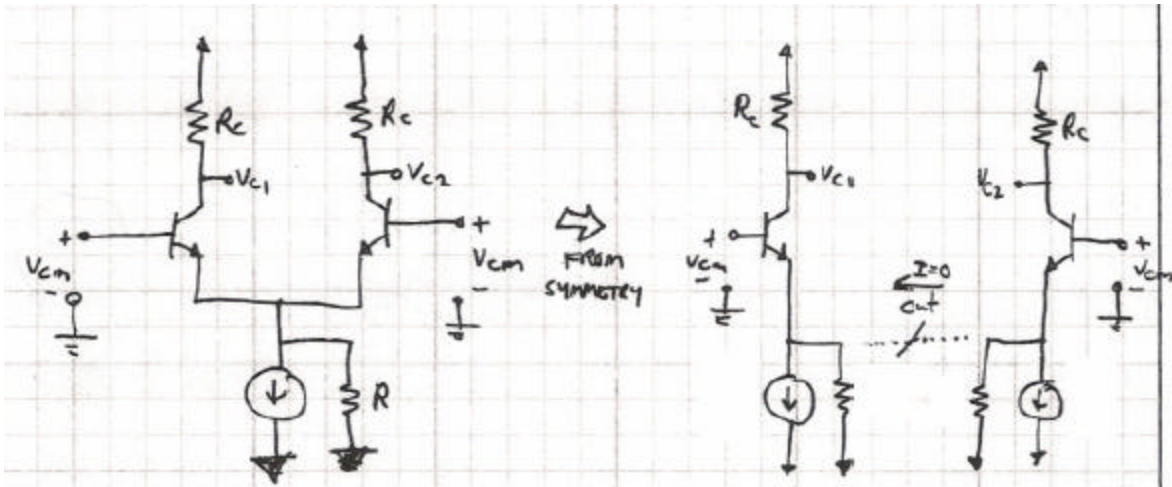 Rc
Rc
Vc1
Vc2
+
+
Vcm
-
Vcm
-
R
FROM
SYMMETRY
Rc
Rc
Vc1
Vc2
+
+
Vcm
-
Vcm
-
I=0
cut